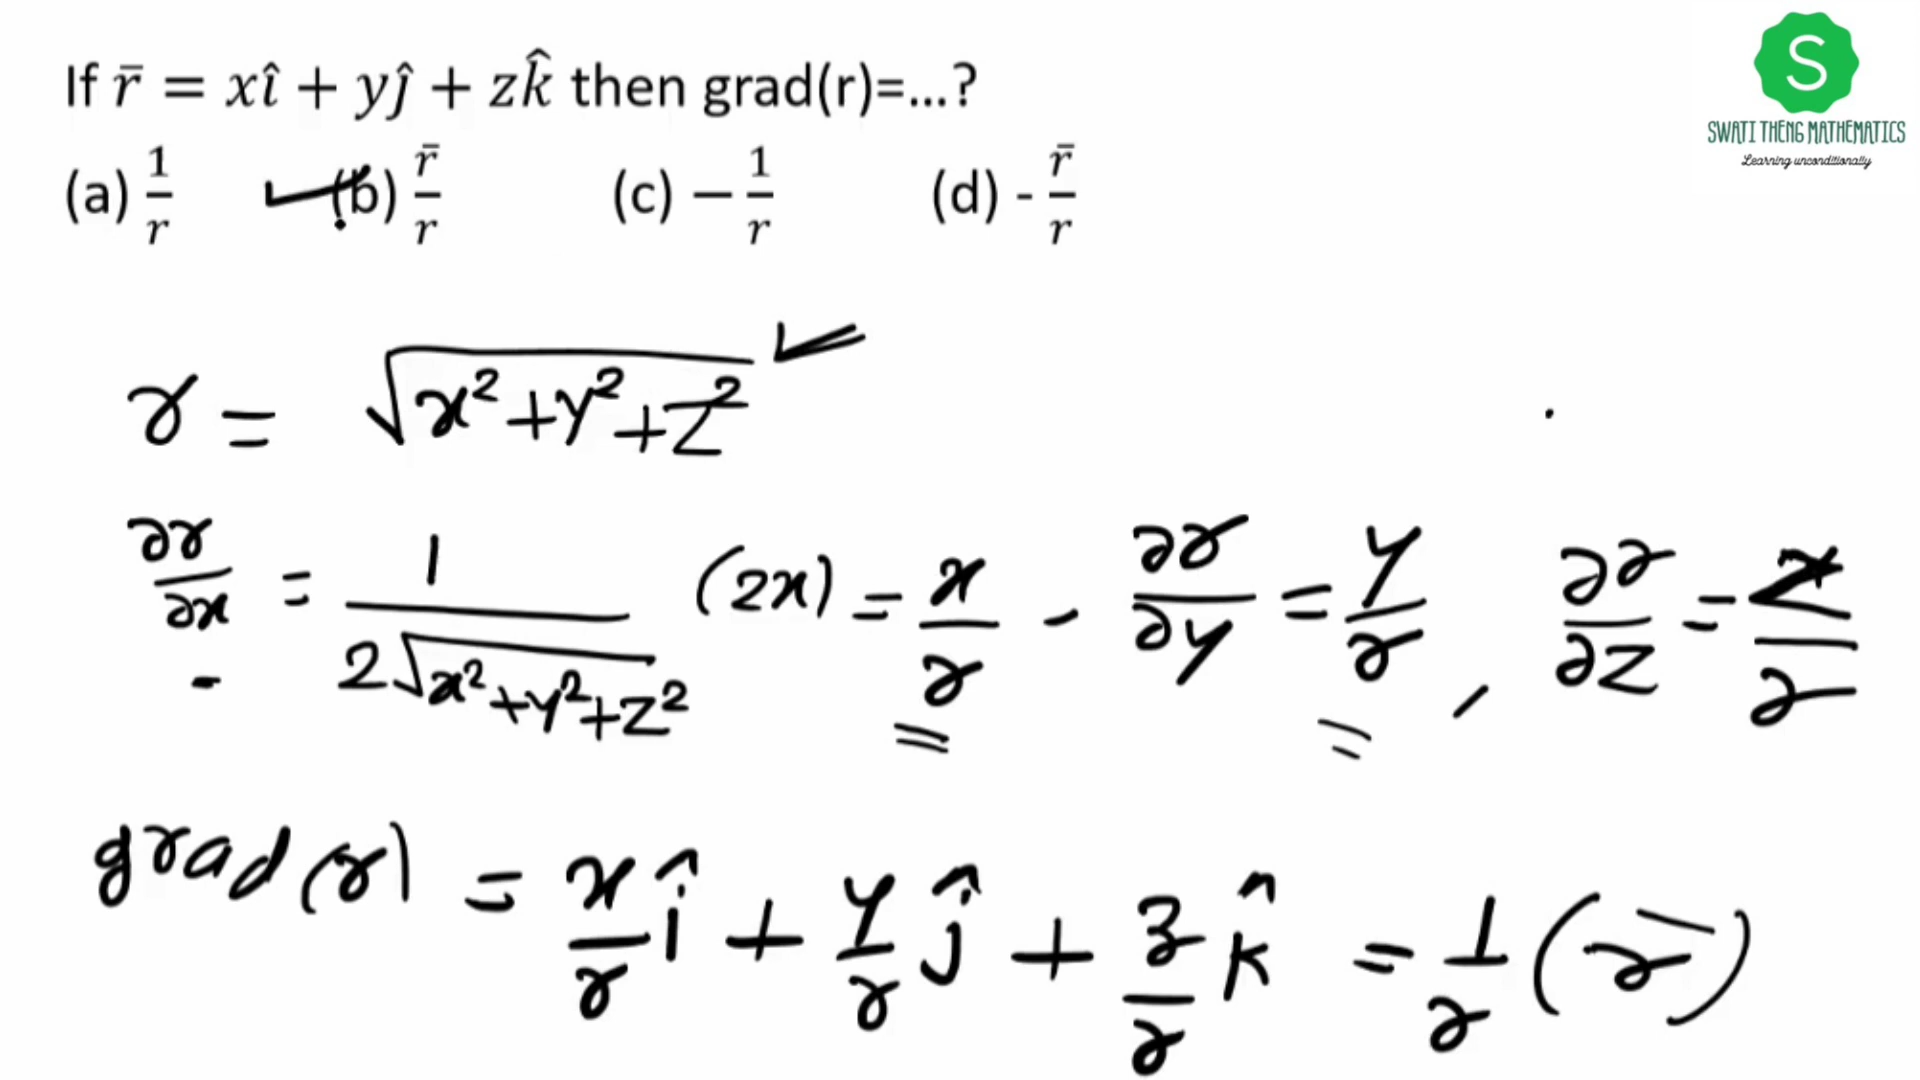 If r̄ = xî + yĵ + zk̂ then grad(r)=...?
(a) 1/r (b) r̄/r (c) − 1/r (d) - r̄/r
S
SWATI THENG MATHEMATICS
Learning unconditionally
r = √(x²+y²+z²)
∂r/∂x = 1/(2√(x²+y²+z²)) (2x) = x/r - ∂r/∂y = y/r , ∂r/∂z = z/r
grad(r) = x/r î + y/r ĵ + z/r k̂ = 1/r (r̄)